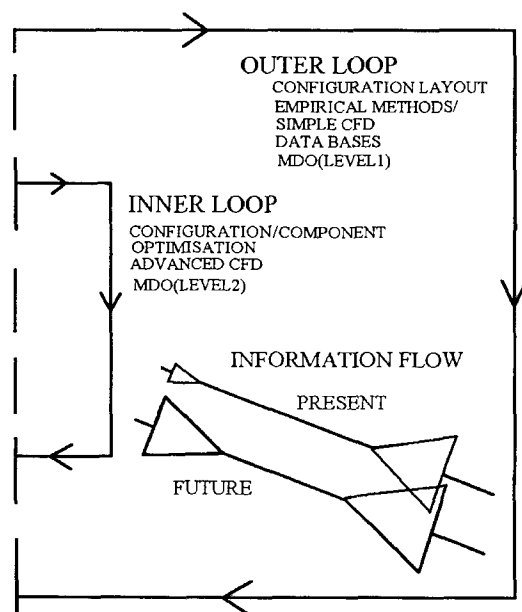 OUTER LOOP
CONFIGURATION LAYOUT
EMPIRICAL METHODS/
SIMPLE CFD
DATA BASES
MDO(LEVEL1)
INNER LOOP
CONFIGURATION/COMPONENT
OPTIMISATION
ADVANCED CFD
MDO(LEVEL2)
INFORMATION FLOW
PRESENT
FUTURE